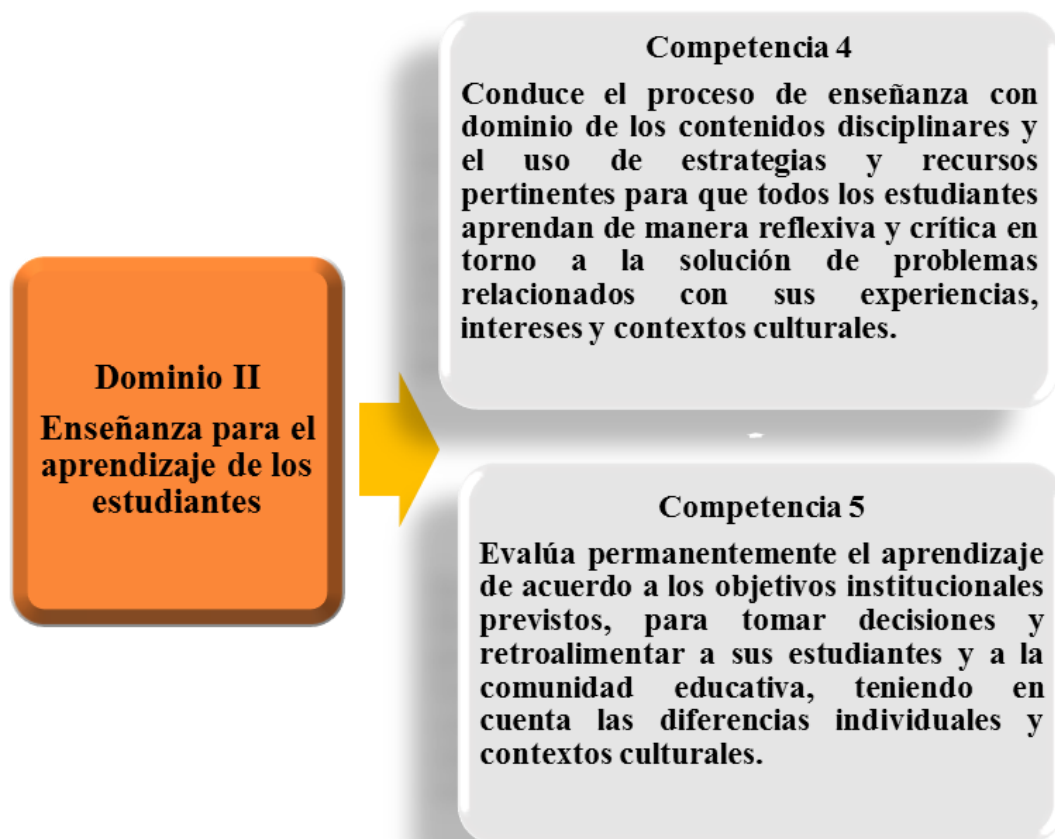 Dominio II
Enseñanza para el
aprendizaje de los
estudiantes
Competencia 4
Conduce el proceso de enseñanza con
dominio de los contenidos disciplinares y
el uso de estrategias y recursos
pertinentes para que todos los estudiantes
aprendan de manera reflexiva y crítica en
torno a la solución de problemas
relacionados con sus experiencias,
intereses y contextos culturales.
Competencia 5
Evalúa permanentemente el aprendizaje
de acuerdo a los objetivos institucionales
previstos, para tomar decisiones y
retroalimentar a sus estudiantes y a la
comunidad educativa, teniendo en
cuenta las diferencias individuales y
contextos culturales.